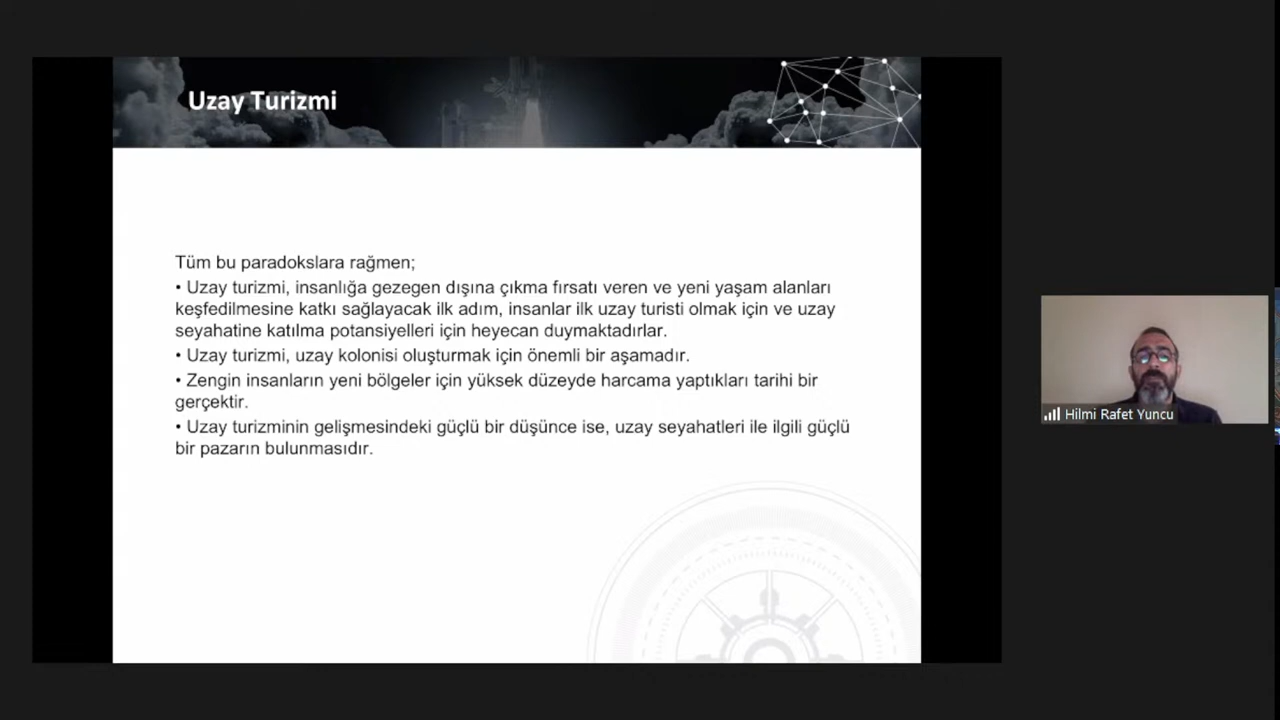 Uzay Turizmi
Tüm bu paradokslara rağmen;
• Uzay turizmi, insanlığa gezegen dışına çıkma fırsatı veren ve yeni yaşam alanları
keşfedilmesine katkı sağlayacak ilk adım, insanlar ilk uzay turisti olmak için ve uzay
seyahatine katılma potansiyelleri için heyecan duymaktadırlar.
• Uzay turizmi, uzay kolonisi oluşturmak için önemli bir aşamadır.
• Zengin insanların yeni bölgeler için yüksek düzeyde harcama yaptıkları tarihi bir
gerçektir.
• Uzay turizminin gelişmesindeki güçlü bir düşünce ise, uzay seyahatleri ile ilgili güçlü
bir pazarın bulunmasıdır.
Hilmi Rafet Yuncu